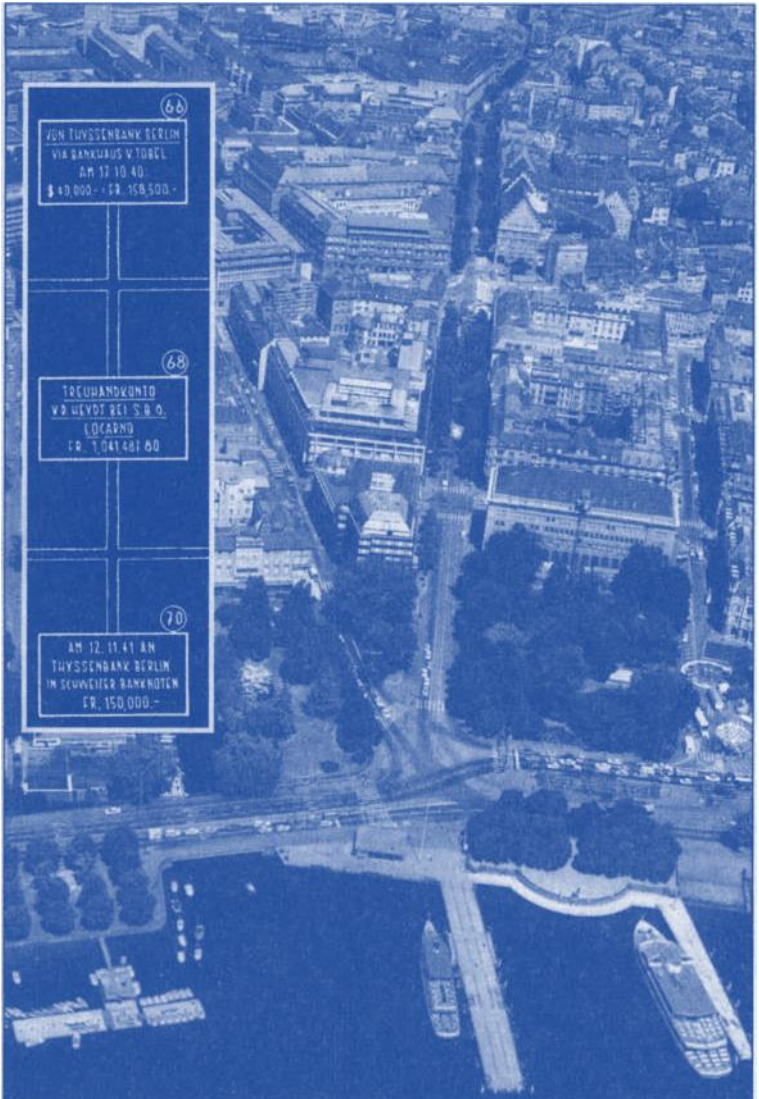 66
VON THYSSENBANK BERLIN
VIA BANKHAUS V. TOBEL
AM 17.10.40:
$ 40,000.- = FR. 158,500.-
68
TREUHANDKONTO
V.D. HEYDT BEI S.B.G.
LOCARNO
FR. 1,041,487.80
70
AM 12.11.41 AN
THYSSENBANK BERLIN
IN SCHWEIZER BANKNOTEN
FR. 150,000.-